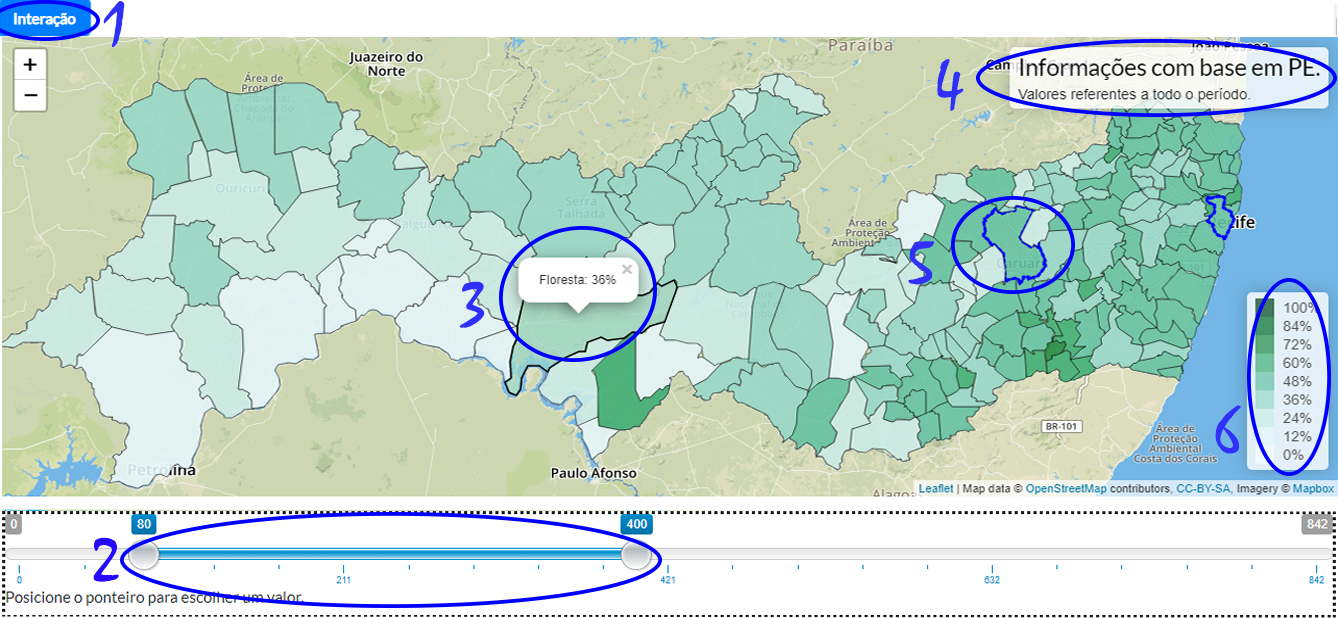 Interação
1
Paraíba
João Pessoa
Juazeiro do
Norte
+
−
4
Informações com base em PE.
Valores referentes a todo o período.
Área de
Proteção
Ambiental
Ouricuri
Serra
Talhada
Área de
Proteção
Ambiental
Recife
5
Caruaru
3
Floresta: 36%
×
100%
84%
72%
60%
48%
36%
24%
12%
0%
6
BR-101
Área de
Proteção
Ambiental
Costa dos Corais
Petrolina
Paulo Afonso
Alagoa
Leaflet | Map data © OpenStreetMap contributors, CC-BY-SA, Imagery © Mapbox
0 80 400 842
2
0 211 421 632 842
Posicione o ponteiro para escolher um valor.